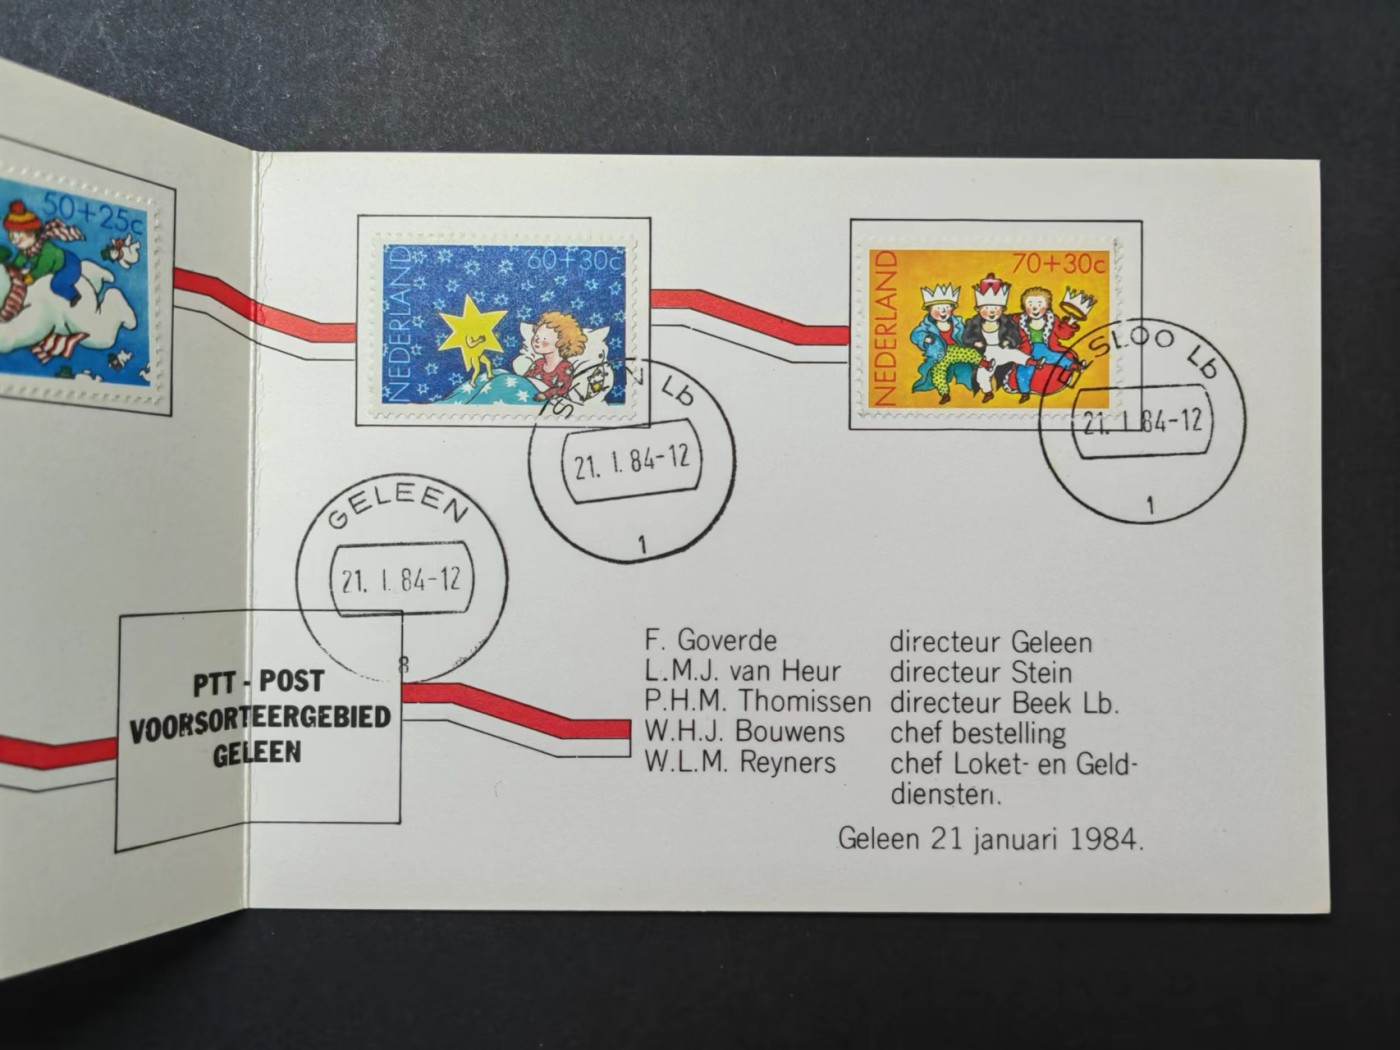 50+25c
NEDERLAND
60+30c
NEDERLAND
70+30c
Lb
21. I. 84-12
1
ELSLOO Lb
21. I 84-12
1
GELEEN
21. I. 84-12
8
PTT - POST
VOORSORTEERGEBIED
GELEEN
F. Goverde directeur Geleen
L.M.J. van Heur directeur Stein
P.H.M. Thomissen directeur Beek Lb.
W.H.J. Bouwens chef bestelling
W.L.M. Reyners chef Loket- en Geld-
diensten.
Geleen 21 januari 1984.